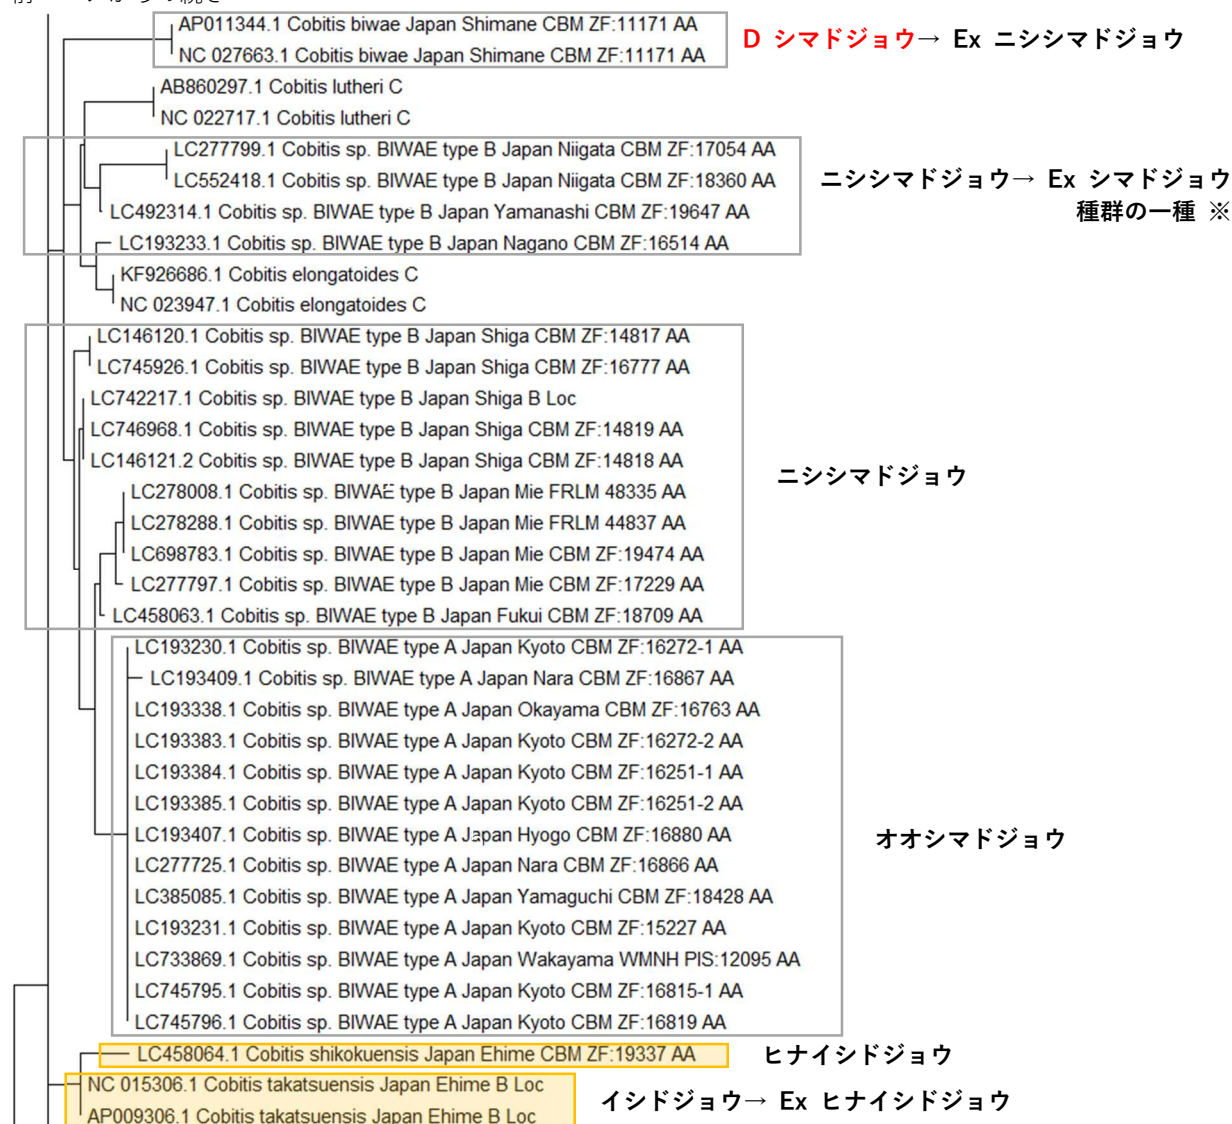 AP011344.1 Cobitis biwae Japan Shimane CBM ZF:11171 AA
NC 027663.1 Cobitis biwae Japan Shimane CBM ZF:11171 AA
D シマドジョウ→ Ex ニシシマドジョウ
AB860297.1 Cobitis lutheri C
NC 022717.1 Cobitis lutheri C
LC277799.1 Cobitis sp. BIWAE type B Japan Niigata CBM ZF:17054 AA
LC552418.1 Cobitis sp. BIWAE type B Japan Niigata CBM ZF:18360 AA
LC492314.1 Cobitis sp. BIWAE type B Japan Yamanashi CBM ZF:19647 AA
LC193233.1 Cobitis sp. BIWAE type B Japan Nagano CBM ZF:16514 AA
ニシシマドジョウ→ Ex シマドジョウ
種群の一種 ※
KF926686.1 Cobitis elongatoides C
NC 023947.1 Cobitis elongatoides C
LC146120.1 Cobitis sp. BIWAE type B Japan Shiga CBM ZF:14817 AA
LC745926.1 Cobitis sp. BIWAE type B Japan Shiga CBM ZF:16777 AA
LC742217.1 Cobitis sp. BIWAE type B Japan Shiga B Loc
LC746968.1 Cobitis sp. BIWAE type B Japan Shiga CBM ZF:14819 AA
LC146121.2 Cobitis sp. BIWAE type B Japan Shiga CBM ZF:14818 AA
LC278008.1 Cobitis sp. BIWAE type B Japan Mie FRLM 48335 AA
LC278288.1 Cobitis sp. BIWAE type B Japan Mie FRLM 44837 AA
LC698783.1 Cobitis sp. BIWAE type B Japan Mie CBM ZF:19474 AA
LC277797.1 Cobitis sp. BIWAE type B Japan Mie CBM ZF:17229 AA
LC458063.1 Cobitis sp. BIWAE type B Japan Fukui CBM ZF:18709 AA
ニシシマドジョウ
LC193230.1 Cobitis sp. BIWAE type A Japan Kyoto CBM ZF:16272-1 AA
LC193409.1 Cobitis sp. BIWAE type A Japan Nara CBM ZF:16867 AA
LC193338.1 Cobitis sp. BIWAE type A Japan Okayama CBM ZF:16763 AA
LC193383.1 Cobitis sp. BIWAE type A Japan Kyoto CBM ZF:16272-2 AA
LC193384.1 Cobitis sp. BIWAE type A Japan Kyoto CBM ZF:16251-1 AA
LC193385.1 Cobitis sp. BIWAE type A Japan Kyoto CBM ZF:16251-2 AA
LC193407.1 Cobitis sp. BIWAE type A Japan Hyogo CBM ZF:16880 AA
LC277725.1 Cobitis sp. BIWAE type A Japan Nara CBM ZF:16866 AA
LC385085.1 Cobitis sp. BIWAE type A Japan Yamaguchi CBM ZF:18428 AA
LC193231.1 Cobitis sp. BIWAE type A Japan Kyoto CBM ZF:15227 AA
LC733869.1 Cobitis sp. BIWAE type A Japan Wakayama WMNH PIS:12095 AA
LC745795.1 Cobitis sp. BIWAE type A Japan Kyoto CBM ZF:16815-1 AA
LC745796.1 Cobitis sp. BIWAE type A Japan Kyoto CBM ZF:16819 AA
オオシマドジョウ
LC458064.1 Cobitis shikokuensis Japan Ehime CBM ZF:19337 AA
ヒナイシドジョウ
NC 015306.1 Cobitis takatsuensis Japan Ehime B Loc
AP009306.1 Cobitis takatsuensis Japan Ehime B Loc
イシドジョウ→ Ex ヒナイシドジョウ